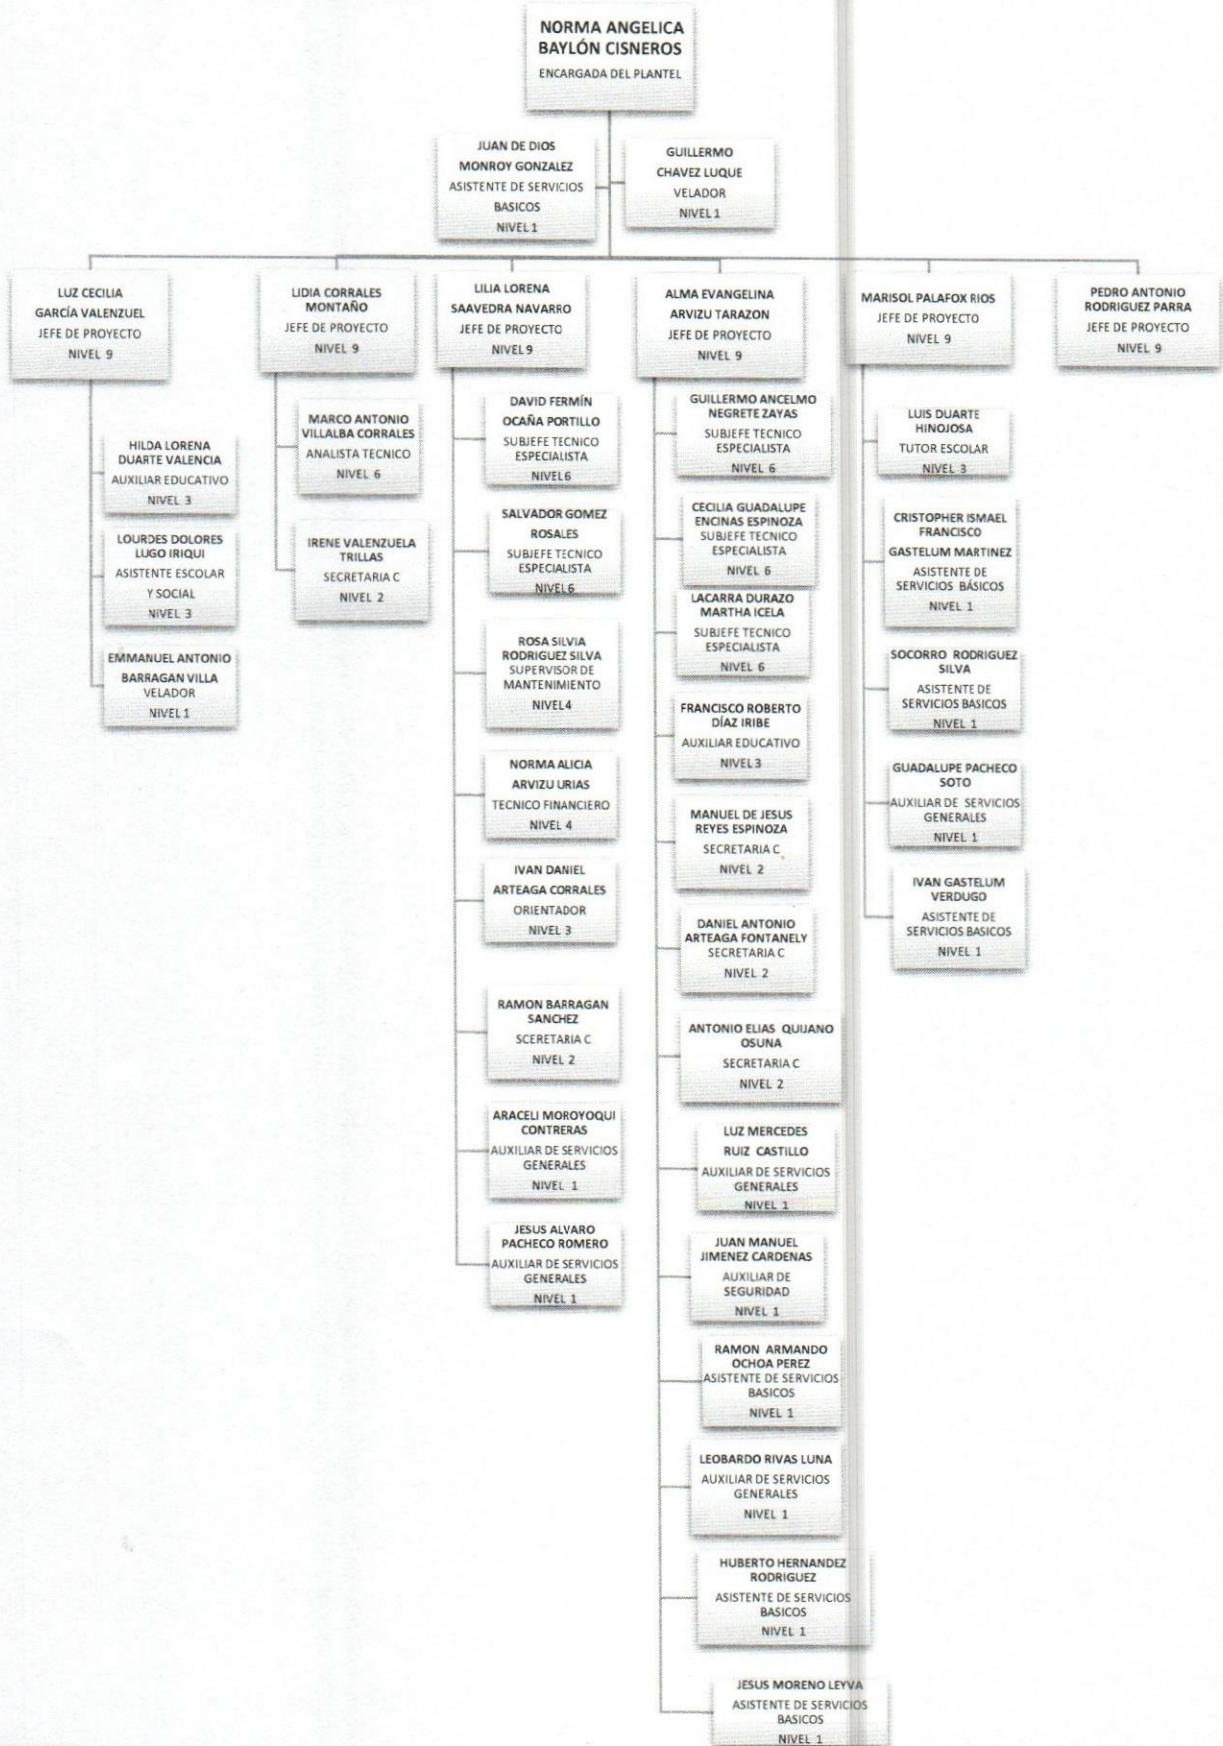 NORMA ANGELICA
BAYLÓN CISNEROS
ENCARGADA DEL PLANTEL
JUAN DE DIOS
MONROY GONZALEZ
ASISTENTE DE SERVICIOS
BASICOS
NIVEL 1
GUILLERMO
CHAVEZ LUQUE
VELADOR
NIVEL 1
LUZ CECILIA
GARCÍA VALENZUEL
JEFE DE PROYECTO
NIVEL 9
LIDIA CORRALES
MONTAÑO
JEFE DE PROYECTO
NIVEL 9
LILIA LORENA
SAAVEDRA NAVARRO
JEFE DE PROYECTO
NIVEL 9
ALMA EVANGELINA
ARVIZU TARAZON
JEFE DE PROYECTO
NIVEL 9
MARISOL PALAFOX RIOS
JEFE DE PROYECTO
NIVEL 9
PEDRO ANTONIO
RODRIGUEZ PARRA
JEFE DE PROYECTO
NIVEL 9
HILDA LORENA
DUARTE VALENCIA
AUXILIAR EDUCATIVO
NIVEL 3
LOURDES DOLORES
LUGO IRIQUI
ASISTENTE ESCOLAR
Y SOCIAL
NIVEL 3
EMMANUEL ANTONIO
BARRAGAN VILLA
VELADOR
NIVEL 1
MARCO ANTONIO
VILLALBA CORRALES
ANALISTA TECNICO
NIVEL 6
IRENE VALENZUELA
TRILLAS
SECRETARIA C
NIVEL 2
DAVID FERMÍN
OCAÑA PORTILLO
SUBJEFE TECNICO
ESPECIALISTA
NIVEL 6
SALVADOR GOMEZ
ROSALES
SUBJEFE TECNICO
ESPECIALISTA
NIVEL 6
ROSA SILVIA
RODRIGUEZ SILVA
SUPERVISOR DE
MANTENIMIENTO
NIVEL 4
NORMA ALICIA
ARVIZU URIAS
TECNICO FINANCIERO
NIVEL 4
IVAN DANIEL
ARTEAGA CORRALES
ORIENTADOR
NIVEL 3
RAMON BARRAGAN
SANCHEZ
SCERETARIA C
NIVEL 2
ARACELI MOROYOQUI
CONTRERAS
AUXILIAR DE SERVICIOS
GENERALES
NIVEL 1
JESUS ALVARO
PACHECO ROMERO
AUXILIAR DE SERVICIOS
GENERALES
NIVEL 1
GUILLERMO ANCELMO
NEGRETE ZAYAS
SUBJEFE TECNICO
ESPECIALISTA
NIVEL 6
CECILIA GUADALUPE
ENCINAS ESPINOZA
SUBJEFE TECNICO
ESPECIALISTA
NIVEL 6
LACARRA DURAZO
MARTHA ICELA
SUBJEFE TECNICO
ESPECIALISTA
NIVEL 6
FRANCISCO ROBERTO
DÍAZ IRIBE
AUXILIAR EDUCATIVO
NIVEL 3
MANUEL DE JESUS
REYES ESPINOZA
SECRETARIA C
NIVEL 2
DANIEL ANTONIO
ARTEAGA FONTANELY
SECRETARIA C
NIVEL 2
ANTONIO ELIAS QUIJANO
OSUNA
SECRETARIA C
NIVEL 2
LUZ MERCEDES
RUIZ CASTILLO
AUXILIAR DE SERVICIOS
GENERALES
NIVEL 1
JUAN MANUEL
JIMENEZ CARDENAS
AUXILIAR DE
SEGURIDAD
NIVEL 1
RAMON ARMANDO
OCHOA PEREZ
ASISTENTE DE SERVICIOS
BASICOS
NIVEL 1
LEOBARDO RIVAS LUNA
AUXILIAR DE SERVICIOS
GENERALES
NIVEL 1
HUBERTO HERNANDEZ
RODRIGUEZ
ASISTENTE DE SERVICIOS
BASICOS
NIVEL 1
JESUS MORENO LEYVA
ASISTENTE DE SERVICIOS
BASICOS
NIVEL 1
LUIS DUARTE
HINOJOSA
TUTOR ESCOLAR
NIVEL 3
CRISTOPHER ISMAEL
FRANCISCO
GASTELUM MARTINEZ
ASISTENTE DE
SERVICIOS BÁSICOS
NIVEL 1
SOCORRO RODRIGUEZ
SILVA
ASISTENTE DE
SERVICIOS BASICOS
NIVEL 1
GUADALUPE PACHECO
SOTO
AUXILIAR DE SERVICIOS
GENERALES
NIVEL 1
IVAN GASTELUM
VERDUGO
ASISTENTE DE
SERVICIOS BASICOS
NIVEL 1